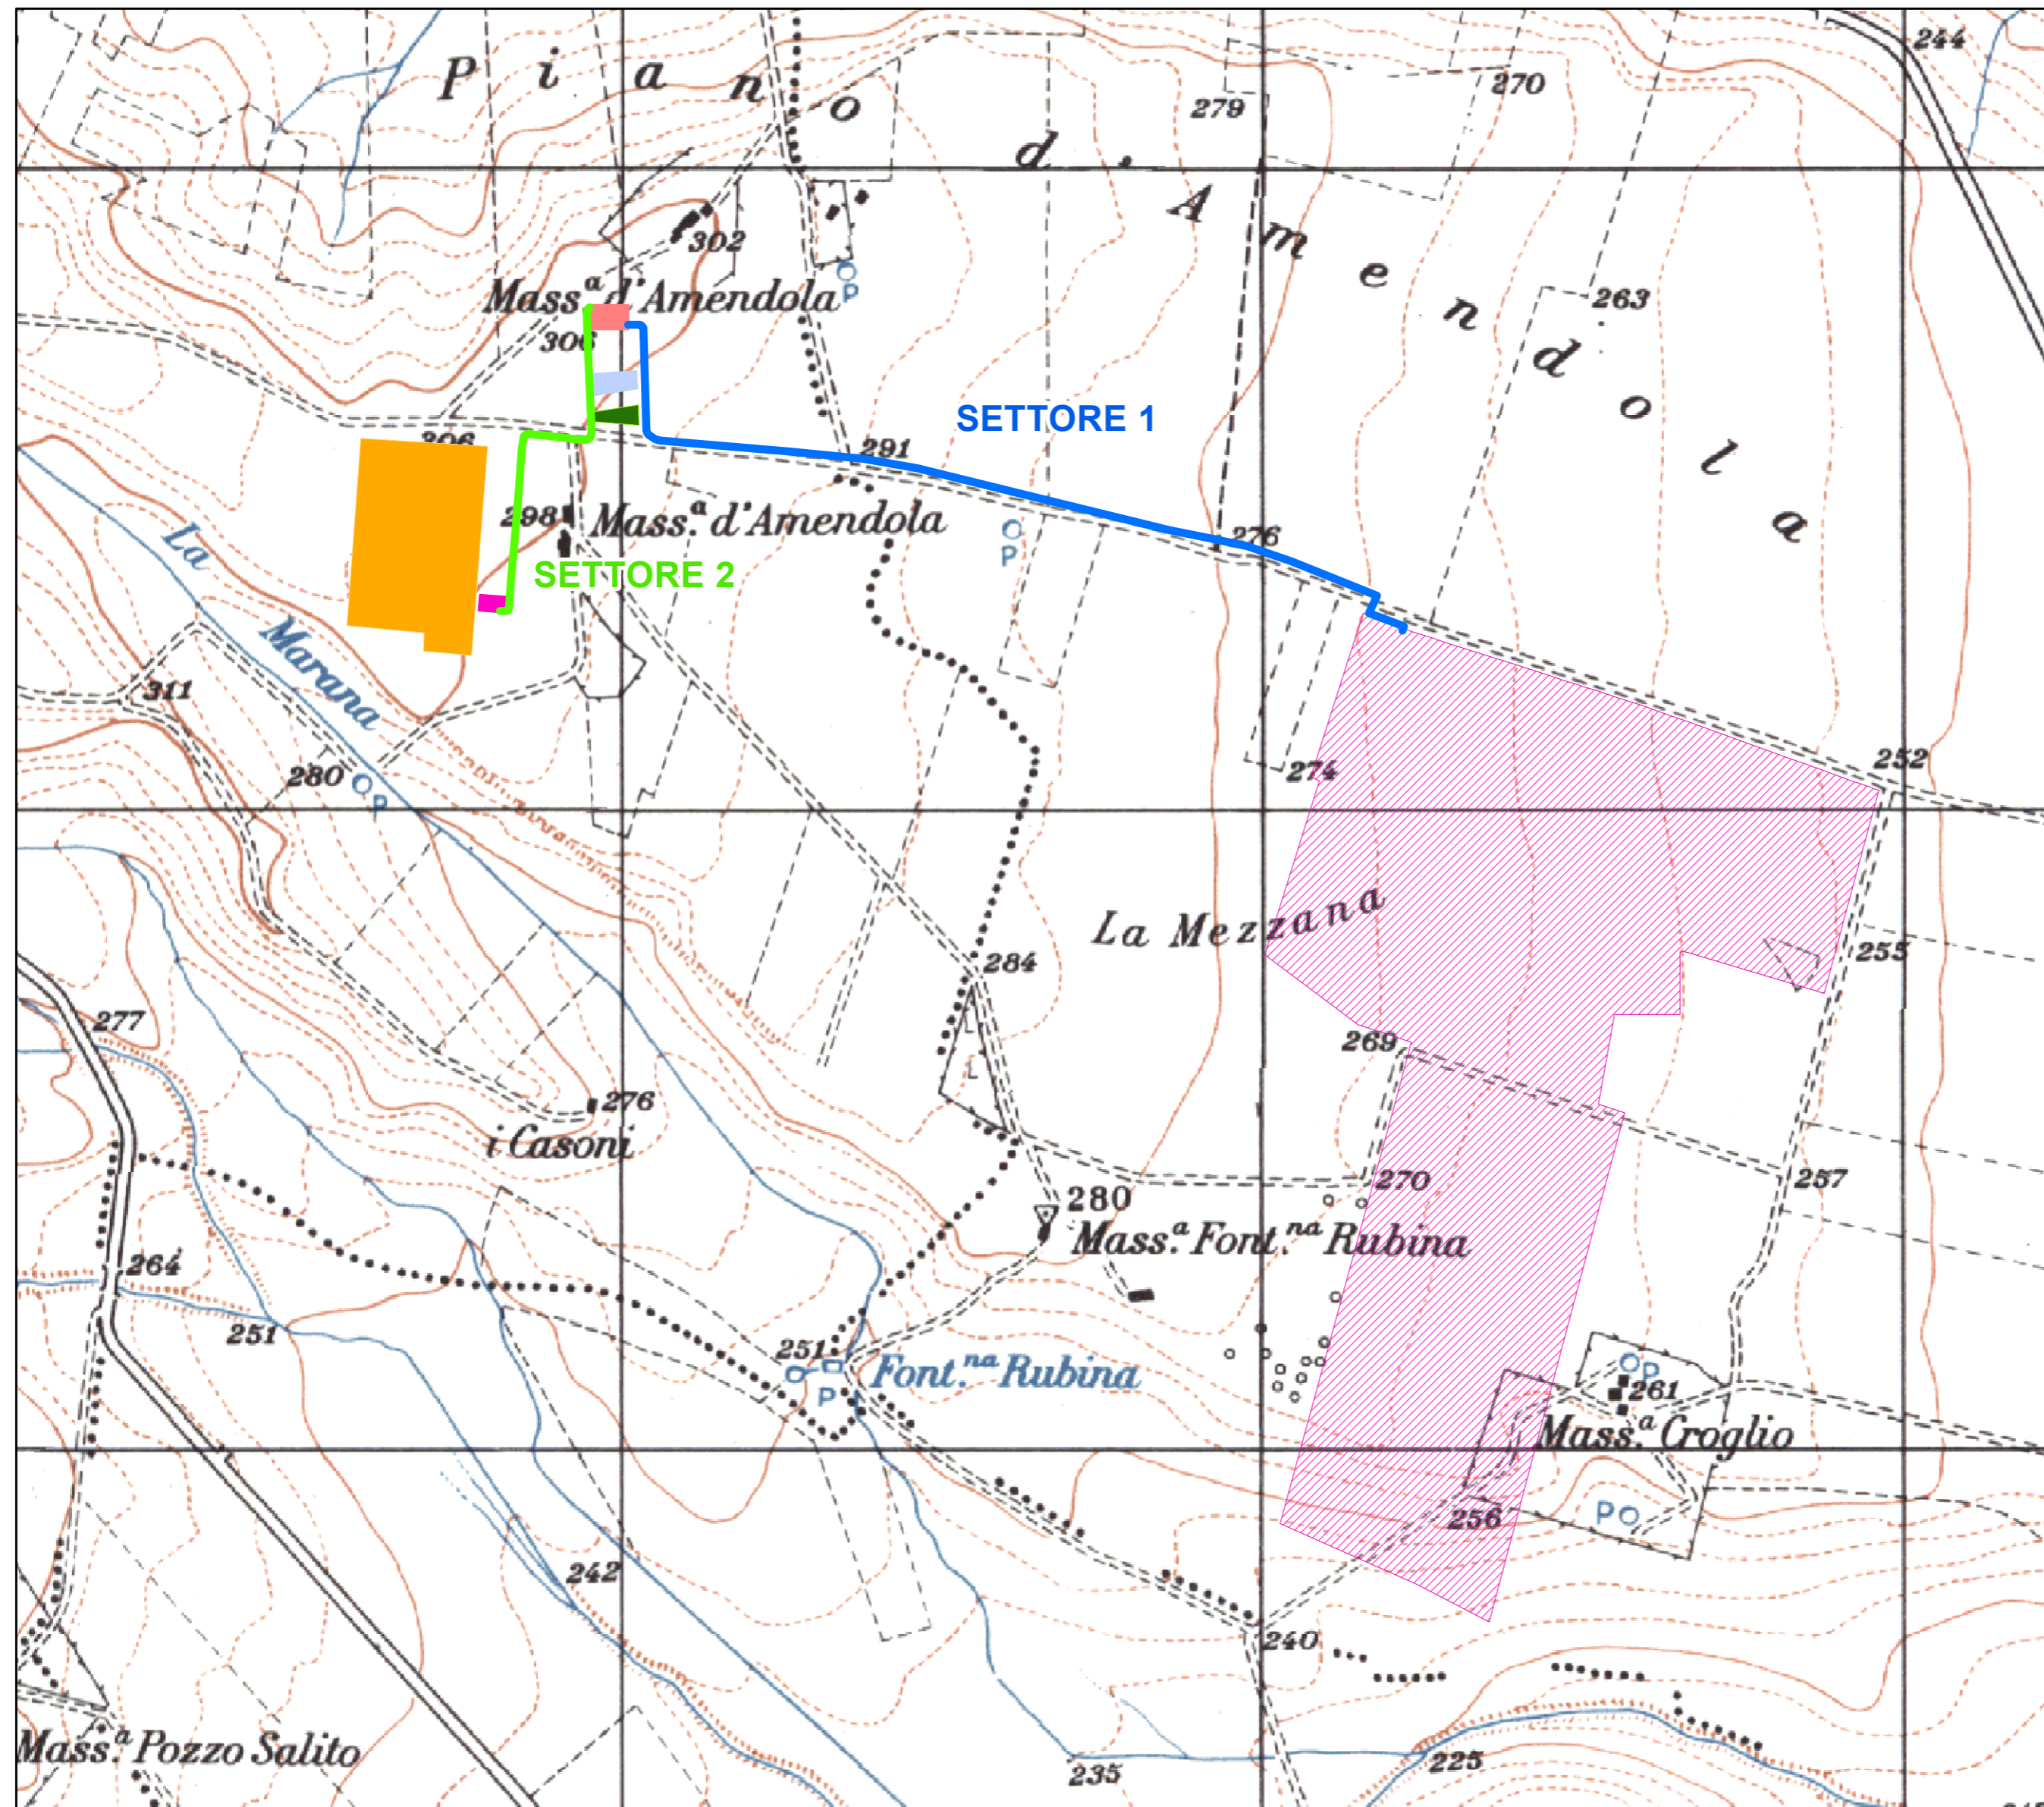 244
P i a n o
270
279
d' A m e n d o l a
302
263
P
Mass.ª d'Amendola
306
SETTORE 1
306
291
298
Mass.ª d'Amendola
276
P
La
SETTORE 2
Marana
311
252
274
280
P
La Mezzana
255
284
L
L
277
269
276
i Casoni
257
270
280
Mass.ª Font.ⁿᵃ Rubina
264
251
251
P
Font.ⁿᵃ Rubina
P
261
Mass.ª Croglio
256
P
242
240
Mass.ª Pozzo Salito
235
225